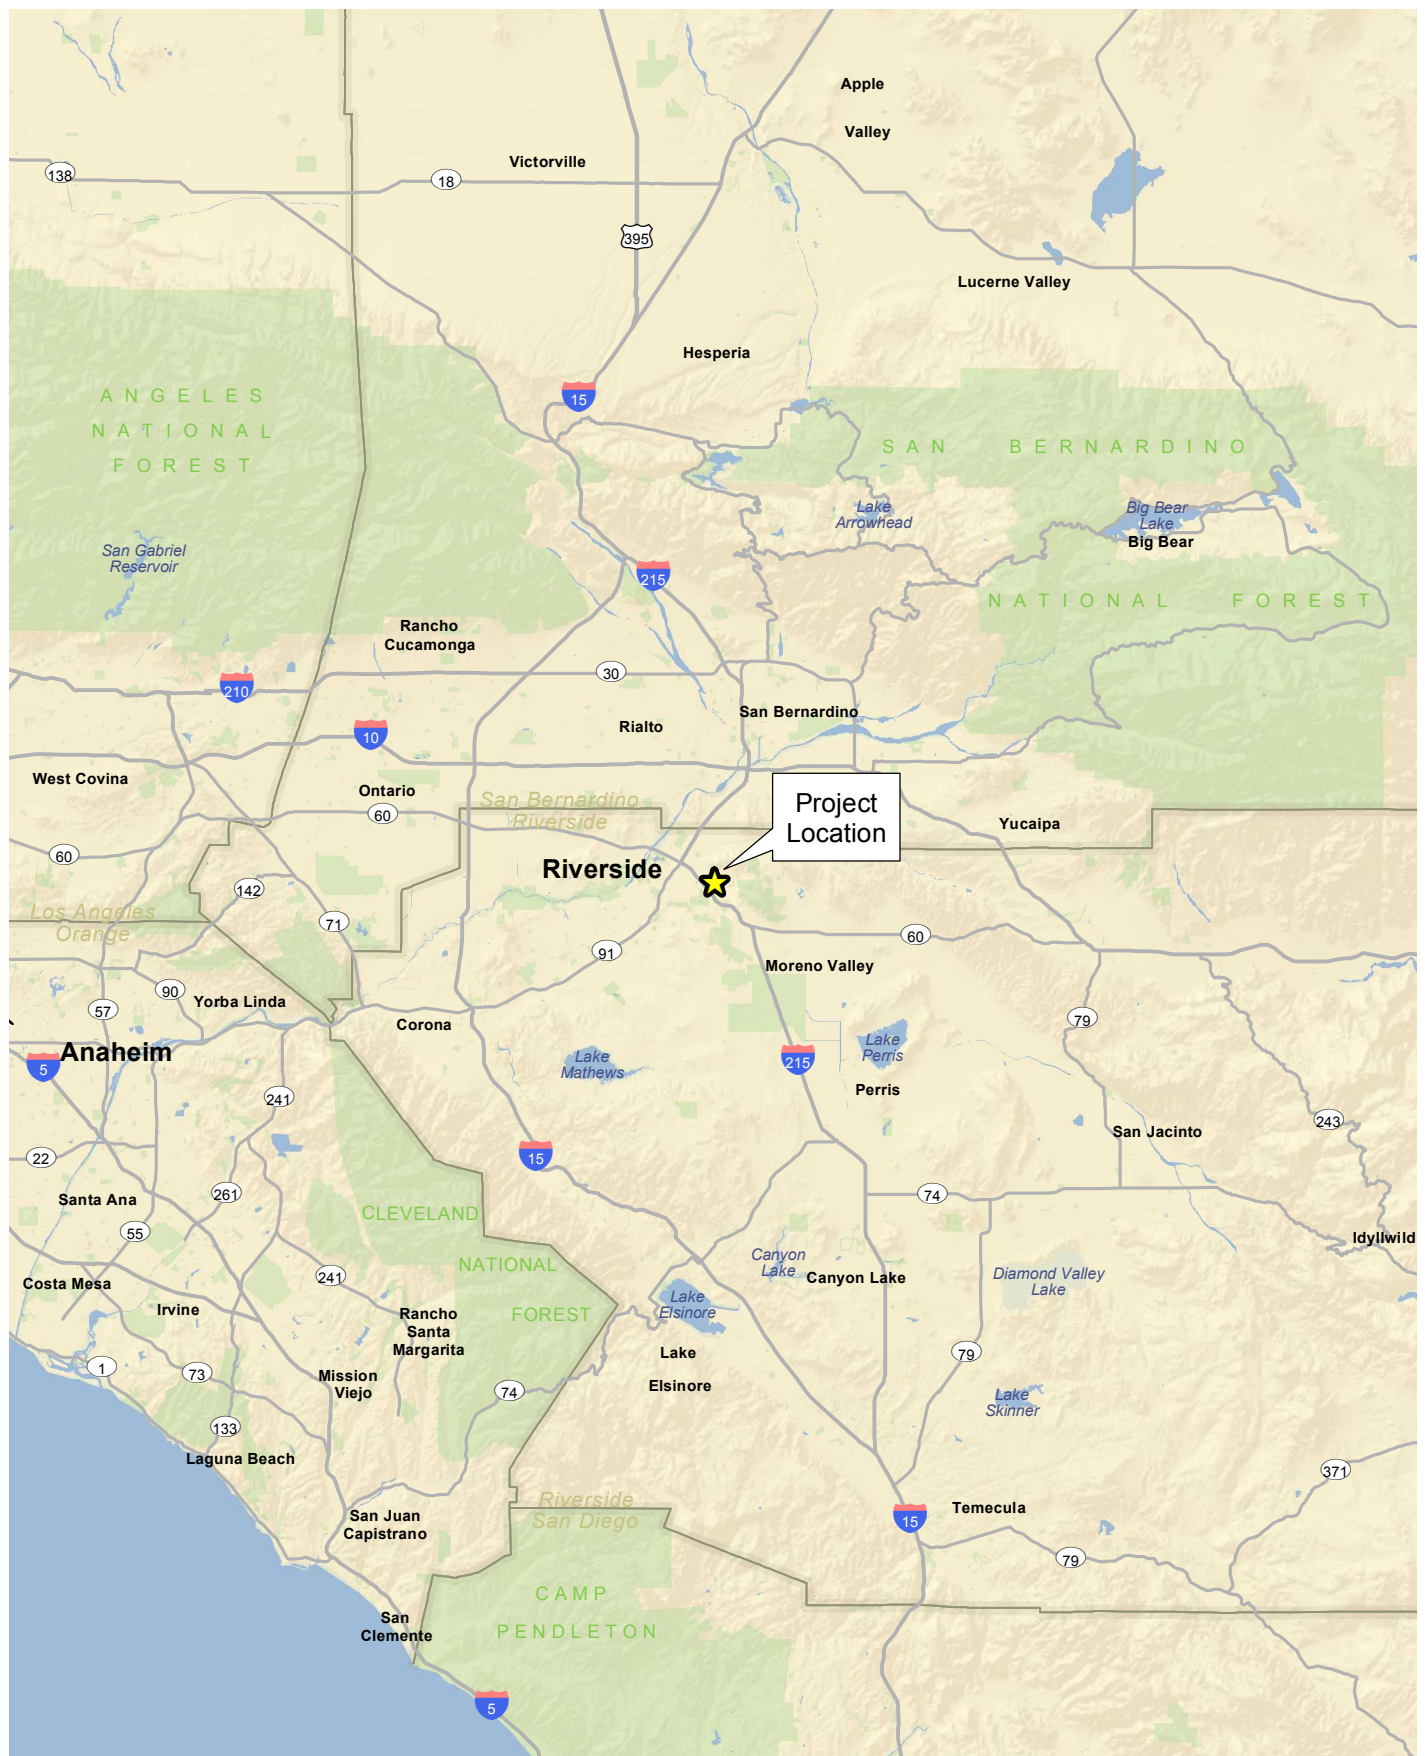 Apple
Valley
Victorville
138
18
395
Lucerne Valley
Hesperia
15
ANGELES
NATIONAL
FOREST
SAN BERNARDINO
Lake
Arrowhead
Big Bear
Lake
Big Bear
San Gabriel
Reservoir
215
NATIONAL FOREST
Rancho
Cucamonga
30
210
San Bernardino
Rialto
10
West Covina
Ontario
San Bernardino
Riverside
60
Project
Location
Yucaipa
60
Riverside
142
Los Angeles
Orange
71
60
91
Moreno Valley
90
Yorba Linda
57
Corona
79
Anaheim
5
Lake
Mathews
Lake
Perris
215
Perris
241
243
San Jacinto
22
15
Santa Ana
261
74
CLEVELAND
55
Idyllwild
NATIONAL
Canyon
Lake
Canyon Lake
Diamond Valley
Lake
Costa Mesa
241
Irvine
Lake
Elsinore
FOREST
Rancho
Santa
Margarita
Lake
Elsinore
79
1
73
Mission
Viejo
74
Lake
Skinner
133
Laguna Beach
371
Riverside
San Diego
San Juan
Capistrano
15
Temecula
79
CAMP
PENDLETON
San
Clemente
5